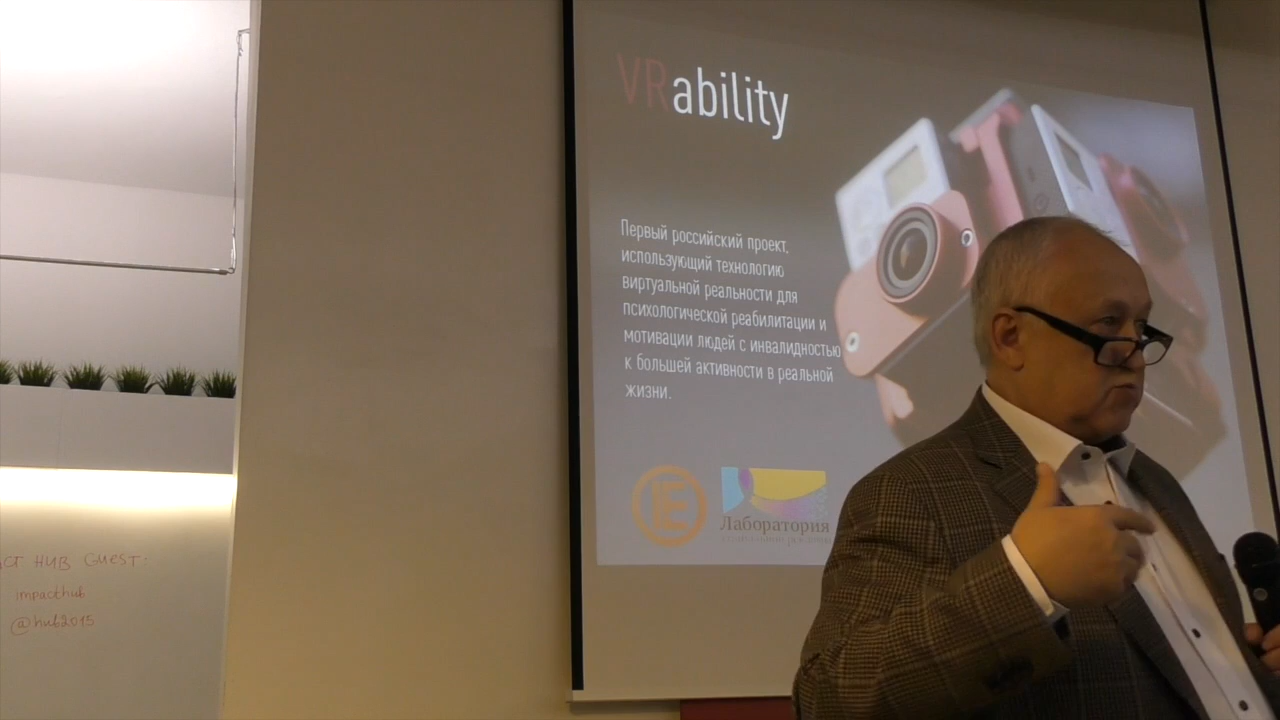 VRability
Первый российский проект,
использующий технологию
виртуальной реальности для
психологической реабилитации и
мотивации людей с инвалидностью
к большей активности в реальной
жизни.
IE
Лаборатория
HUB GUEST.
impacthub
@hub2015